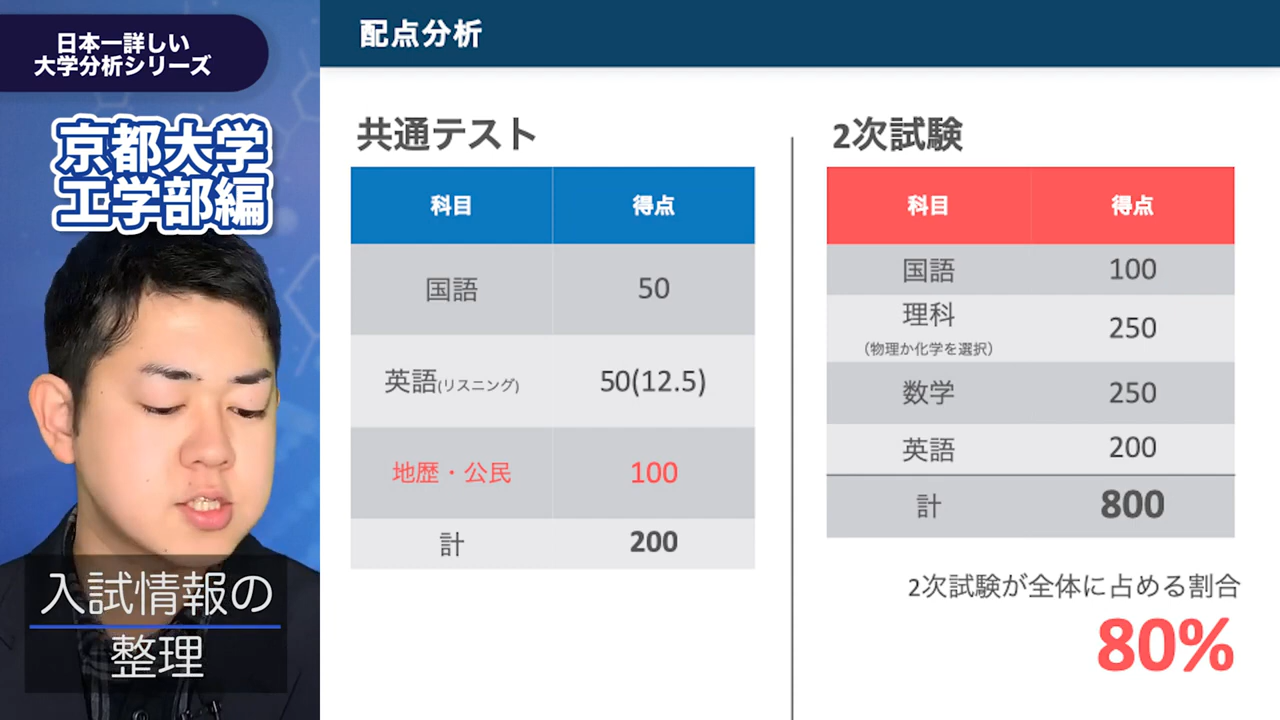 日本一詳しい
大学分析シリーズ
京都大学
工学部編
入試情報の
整理
配点分析
共通テスト
科目 得点
国語 50
英語(リスニング) 50(12.5)
地歴・公民 100
計 200
2次試験
科目 得点
国語 100
理科
(物理か化学を選択) 250
数学 250
英語 200
計 800
2次試験が全体に占める割合
80%